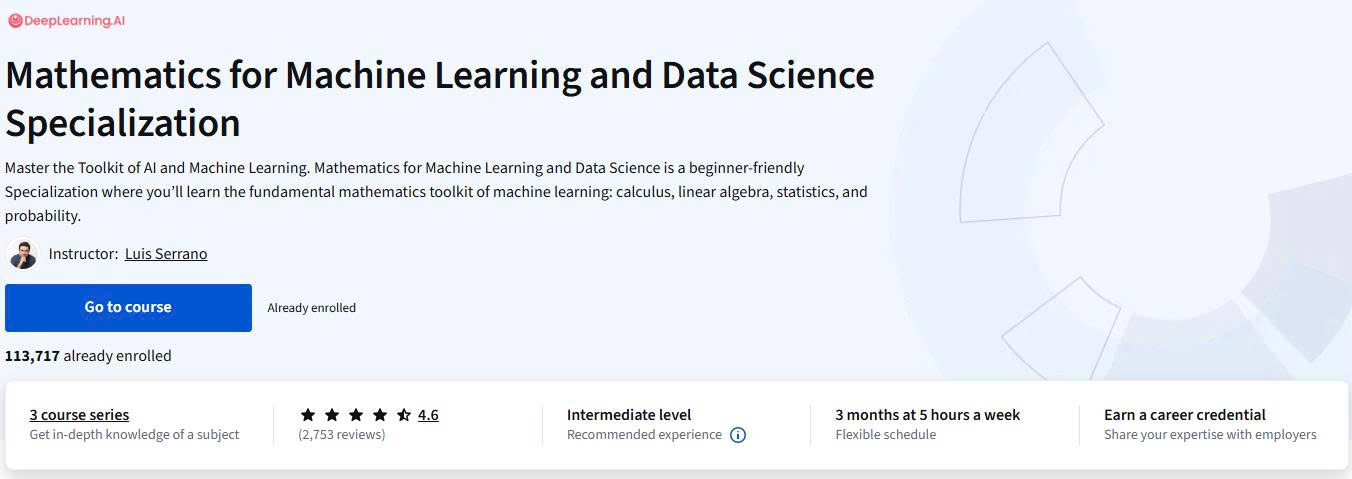 DeepLearning.AI
Mathematics for Machine Learning and Data Science
Specialization
Master the Toolkit of AI and Machine Learning. Mathematics for Machine Learning and Data Science is a beginner-friendly
Specialization where you’ll learn the fundamental mathematics toolkit of machine learning: calculus, linear algebra, statistics, and
probability.
Instructor: Luis Serrano
Go to course
Already enrolled
113,717 already enrolled
3 course series
Get in-depth knowledge of a subject
4.6
(2,753 reviews)
Intermediate level
Recommended experience
3 months at 5 hours a week
Flexible schedule
Earn a career credential
Share your expertise with employers